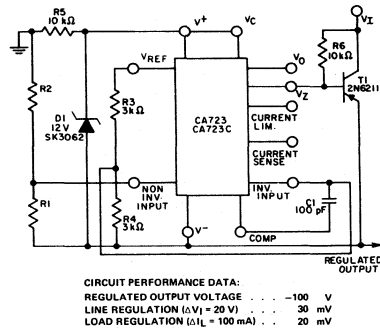 R5
10 kΩ
V+
VC
VI
R6
10kΩ
VREF
VO
R2
T1
2N6211
VZ
R3
3kΩ
CA723
CA723C
D1
12V
SK3062
CURRENT
LIM.
CURRENT
SENSE
NON
INV.
INPUT
INV.
INPUT
R1
R4
3kΩ
V-
COMP
C1
100 pF
REGULATED
OUTPUT
CIRCUIT PERFORMANCE DATA:
REGULATED OUTPUT VOLTAGE . . . -100 V
LINE REGULATION (ΔVI = 20 V) . . . . 30 mV
LOAD REGULATION (ΔIL = 100 mA) . . 20 mV